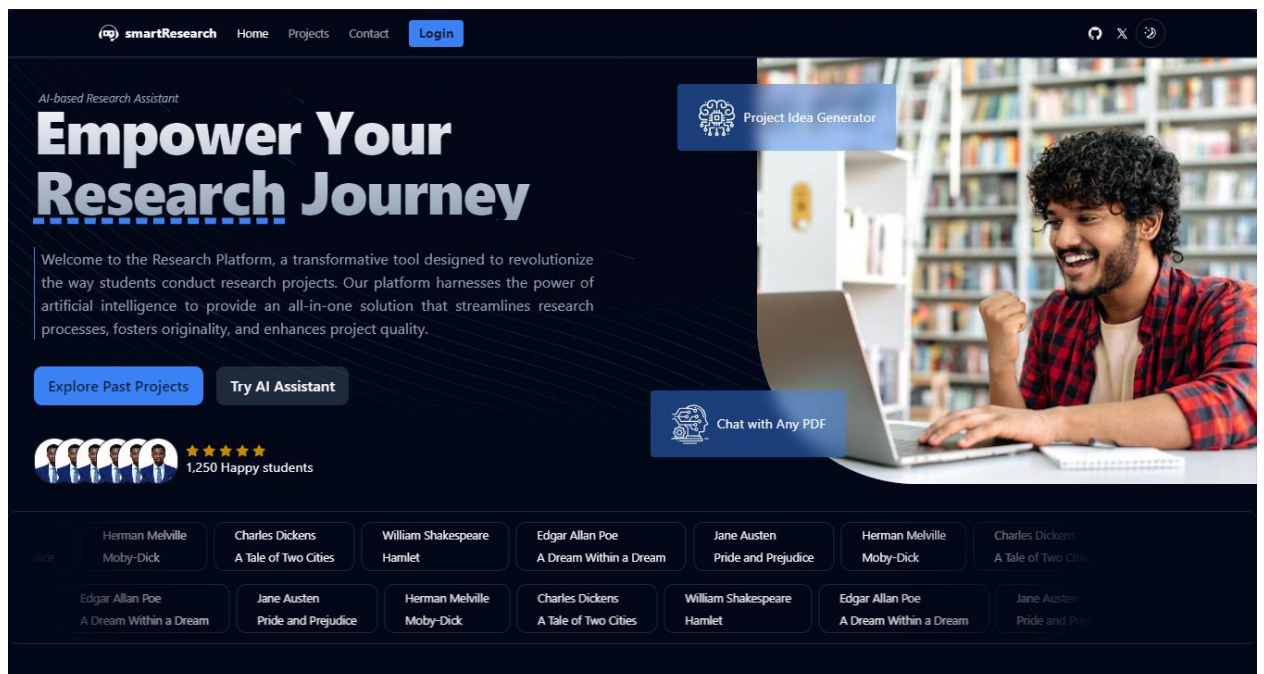 smartResearch Home Projects Contact Login
AI-based Research Assistant
Empower Your
Research Journey
Welcome to the Research Platform, a transformative tool designed to revolutionize
the way students conduct research projects. Our platform harnesses the power of
artificial intelligence to provide an all-in-one solution that streamlines research
processes, fosters originality, and enhances project quality.
Explore Past Projects Try AI Assistant
1,250 Happy students
Project Idea Generator
Chat with Any PDF
Herman Melville Charles Dickens William Shakespeare Edgar Allan Poe Jane Austen Herman Melville Charles Dickens
Moby-Dick A Tale of Two Cities Hamlet A Dream Within a Dream Pride and Prejudice Moby-Dick A Tale of Two
Edgar Allan Poe Jane Austen Herman Melville Charles Dickens William Shakespeare Edgar Allan Poe Jane Austen
A Dream Within a Dream Pride and Prejudice Moby-Dick A Tale of Two Cities Hamlet A Dream Within a Dream Pride and